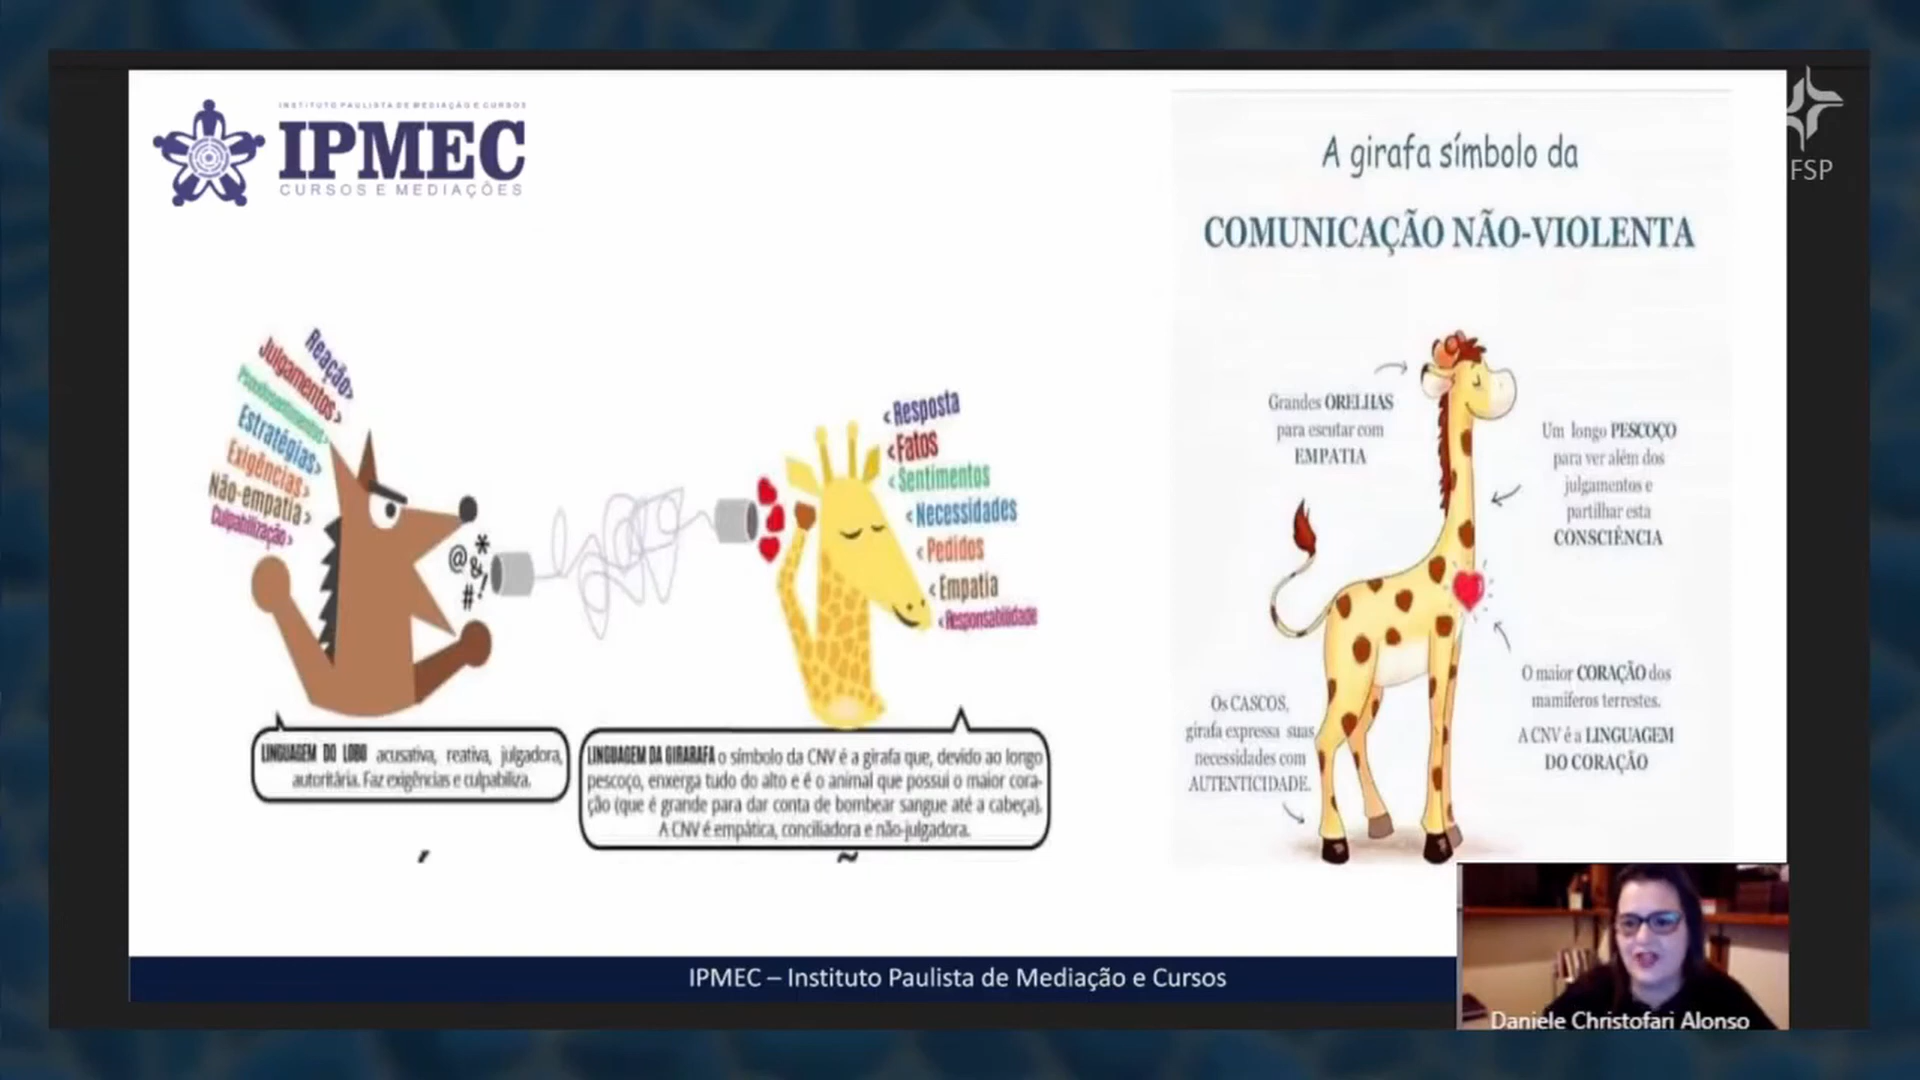 INSTITUTO PAULISTA DE MEDIAÇÃO E CURSOS
IPMEC
CURSOS E MEDIAÇÕES
FSP
Reação>
Julgamentos>
Pseudossentimentos>
Estratégias>
Exigências>
Não-empatia>
Culpabilização>
@*&#!
<Resposta
<Fatos
<Sentimentos
<Necessidades
<Pedidos
<Empatia
<Responsabilidade
LINGUAGEM DO LOBO acusativa, reativa, julgadora,
autoritária. Faz exigências e culpabiliza.
LINGUAGEM DA GIRARAFA o símbolo da CNV é a girafa que, devido ao longo
pescoço, enxerga tudo do alto e é o animal que possui o maior cora-
ção (que é grande para dar conta de bombear sangue até a cabeça).
A CNV é empática, conciliadora e não-julgadora.
A girafa símbolo da
COMUNICAÇÃO NÃO-VIOLENTA
Grandes ORELHAS
para escutar com
EMPATIA
Um longo PESCOÇO
para ver além dos
julgamentos e
partilhar esta
CONSCIÊNCIA
O maior CORAÇÃO dos
mamíferos terrestes.
A CNV é a LINGUAGEM
DO CORAÇÃO
Os CASCOS,
girafa expressa suas
necessidades com
AUTENTICIDADE.
IPMEC – Instituto Paulista de Mediação e Cursos
Daniele Christofari Alonso